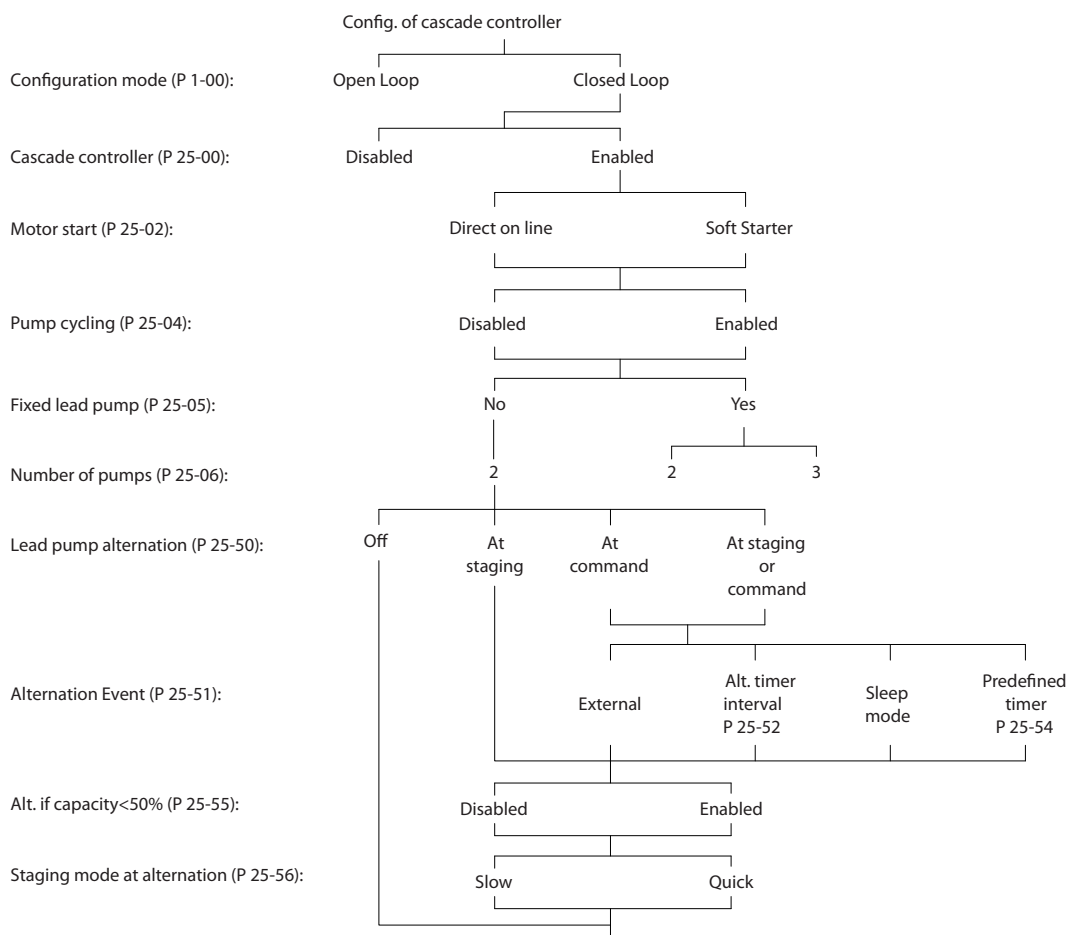 Config. of cascade controller
Configuration mode (P 1-00):
Open Loop
Closed Loop
Cascade controller (P 25-00):
Disabled
Enabled
Motor start (P 25-02):
Direct on line
Soft Starter
Pump cycling (P 25-04):
Disabled
Enabled
Fixed lead pump (P 25-05):
No
Yes
Number of pumps (P 25-06):
2
2
3
Lead pump alternation (P 25-50):
Off
At
staging
At
command
At staging
or
command
Alternation Event (P 25-51):
External
Alt. timer
interval
P 25-52
Sleep
mode
Predefined
timer
P 25-54
Alt. if capacity<50% (P 25-55):
Disabled
Enabled
Staging mode at alternation (P 25-56):
Slow
Quick